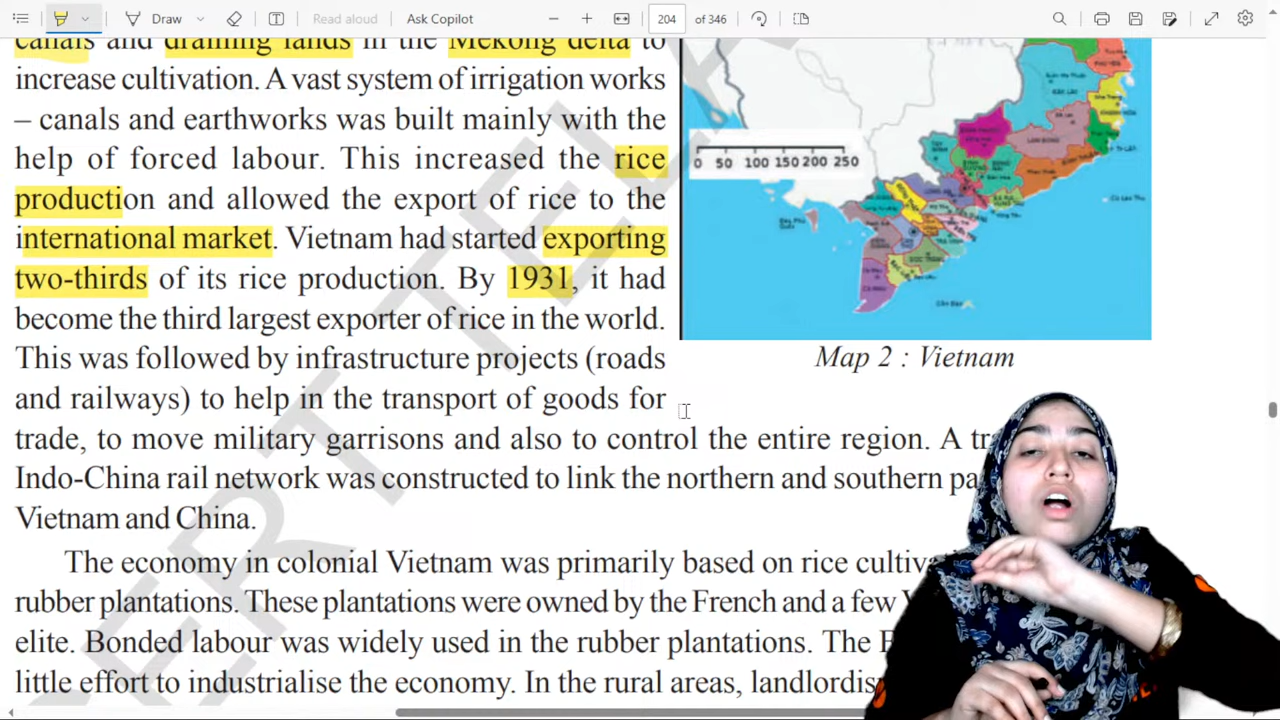 Draw
Read aloud
Ask Copilot
204
of 346
canals and draining lands in the Mekong delta to
increase cultivation. A vast system of irrigation works
– canals and earthworks was built mainly with the
help of forced labour. This increased the rice
production and allowed the export of rice to the
international market. Vietnam had started exporting
two-thirds of its rice production. By 1931, it had
become the third largest exporter of rice in the world.
This was followed by infrastructure projects (roads
and railways) to help in the transport of goods for
trade, to move military garrisons and also to control the entire region. A
Indo-China rail network was constructed to link the northern and southern
Vietnam and China.
The economy in colonial Vietnam was primarily based on rice
rubber plantations. These plantations were owned by the French and a few
elite. Bonded labour was widely used in the rubber plantations. The
little effort to industrialise the economy. In the rural areas,
0 50 100 150 200 250
Map 2 : Vietnam